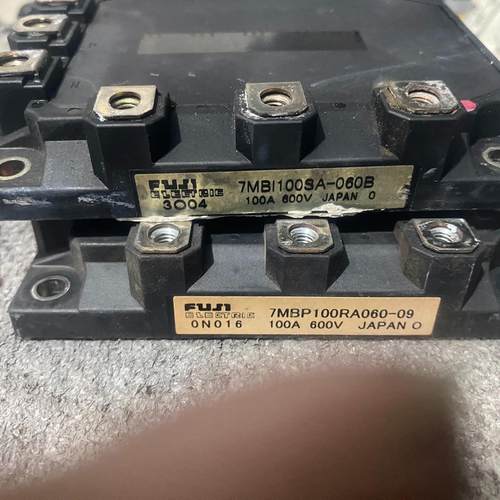 FUJI 7MBI100SA-060B
ELECTRIC 100A 600V JAPAN O
3004
FUJI 7MBP100RA060-09
ELECTRIC
0N016 100A 600V JAPAN O